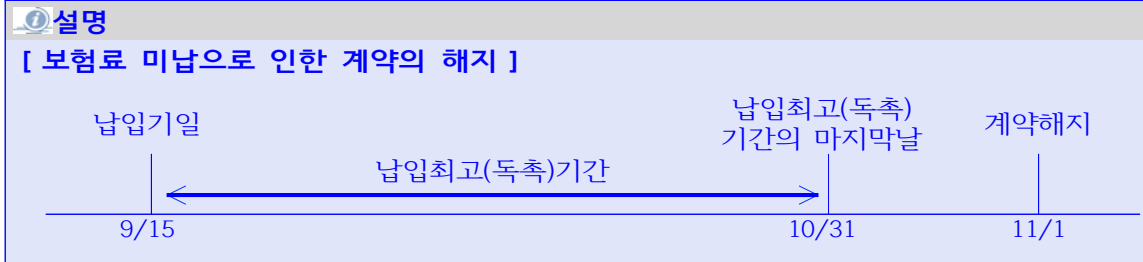 설명
[ 보험료 미납으로 인한 계약의 해지 ]
납입기일
납입최고(독촉)
기간의 마지막날
계약해지
납입최고(독촉)기간
9/15
10/31
11/1